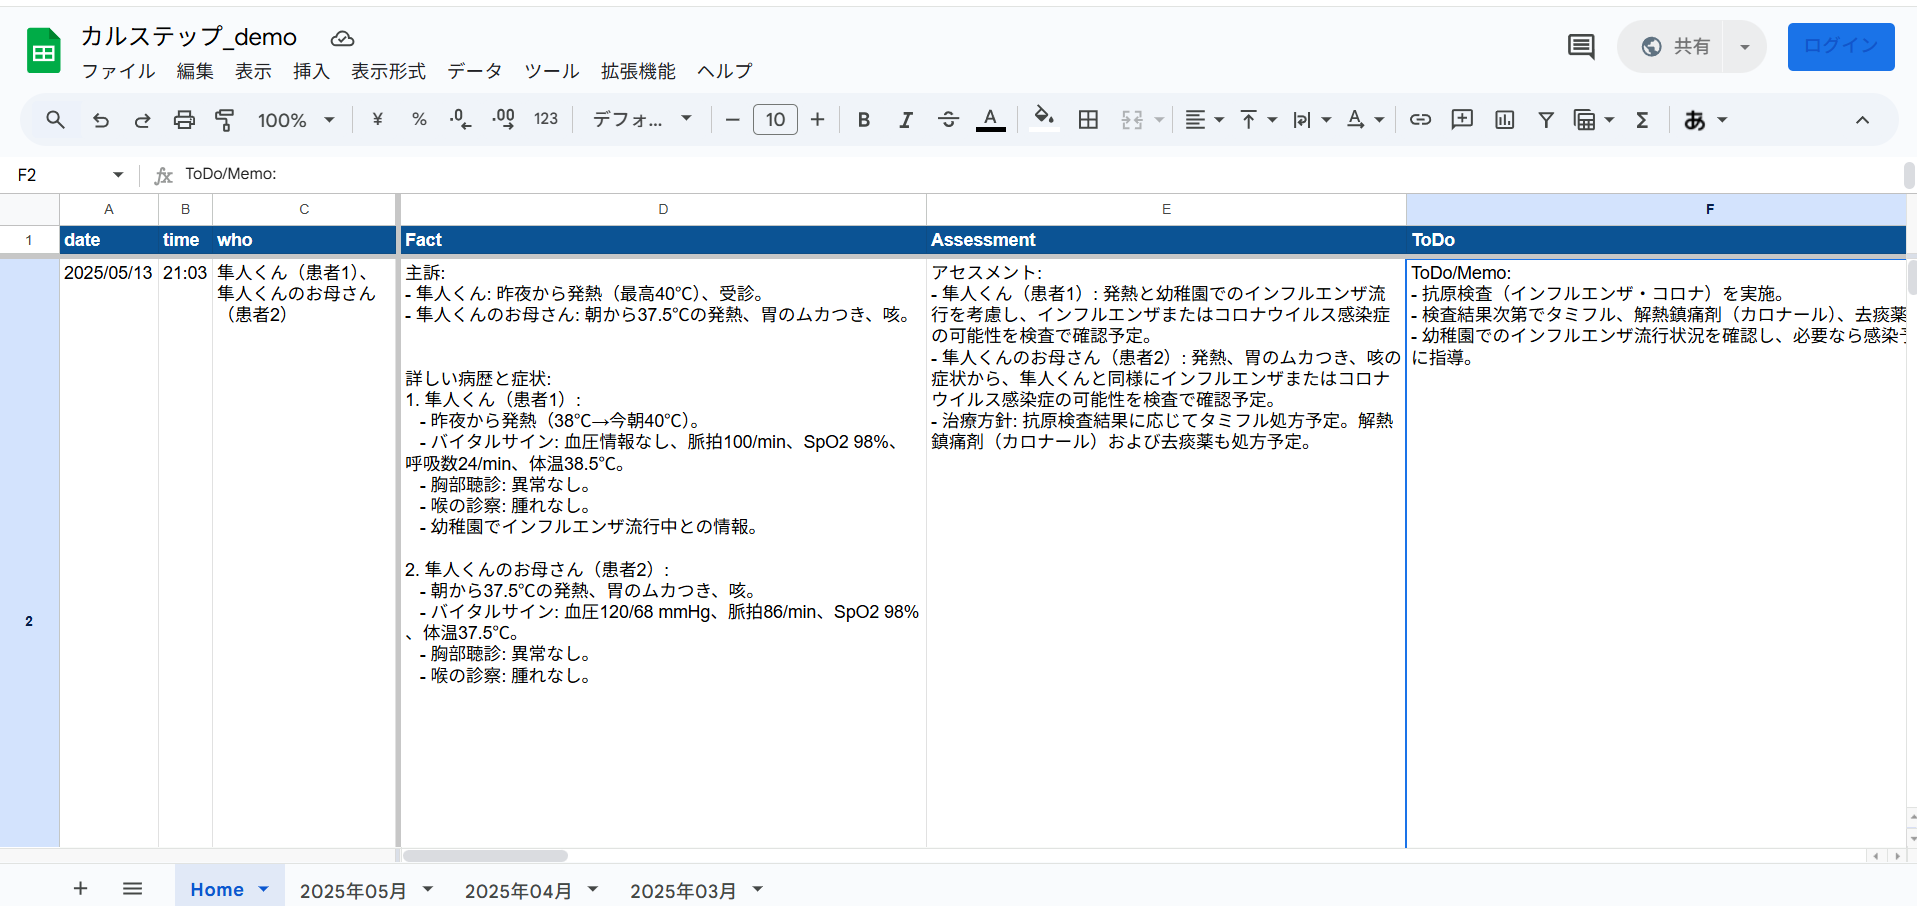 カルステップ_demo
ファイル 編集 表示 挿入 表示形式 データ ツール 拡張機能 ヘルプ
共有
ログイン
100% ¥ % .0 .00 123 デフォ... 10 B I A あ
F2 fx ToDo/Memo:
A B C D E F
1 date time who Fact Assessment ToDo
2
2025/05/13
21:03
隼人くん（患者1）、
隼人くんのお母さん
（患者2）
主訴:
- 隼人くん: 昨夜から発熱（最高40℃）、受診。
- 隼人くんのお母さん: 朝から37.5℃の発熱、胃のムカつき、咳。
詳しい病歴と症状:
1. 隼人くん（患者1）:
- 昨夜から発熱（38℃→今朝40℃）。
- バイタルサイン: 血圧情報なし、脈拍100/min、SpO2 98%、
呼吸数24/min、体温38.5℃。
- 胸部聴診: 異常なし。
- 喉の診察: 腫れなし。
- 幼稚園でインフルエンザ流行中との情報。
2. 隼人くんのお母さん（患者2）:
- 朝から37.5℃の発熱、胃のムカつき、咳。
- バイタルサイン: 血圧120/68 mmHg、脈拍86/min、SpO2 98%
、体温37.5℃。
- 胸部聴診: 異常なし。
- 喉の診察: 腫れなし。
アセスメント:
- 隼人くん（患者1）: 発熱と幼稚園でのインフルエンザ流
行を考慮し、インフルエンザまたはコロナウイルス感染症
の可能性を検査で確認予定。
- 隼人くんのお母さん（患者2）: 発熱、胃のムカつき、咳の
症状から、隼人くんと同様にインフルエンザまたはコロナ
ウイルス感染症の可能性を検査で確認予定。
- 治療方針: 抗原検査結果に応じてタミフル処方予定。解熱
鎮痛剤（カロナール）および去痰薬も処方予定。
ToDo/Memo:
- 抗原検査（インフルエンザ・コロナ）を実施。
- 検査結果次第でタミフル、解熱鎮痛剤（カロナール）、去痰薬
- 幼稚園でのインフルエンザ流行状況を確認し、必要なら感染
に指導。
Home 2025年05月 2025年04月 2025年03月